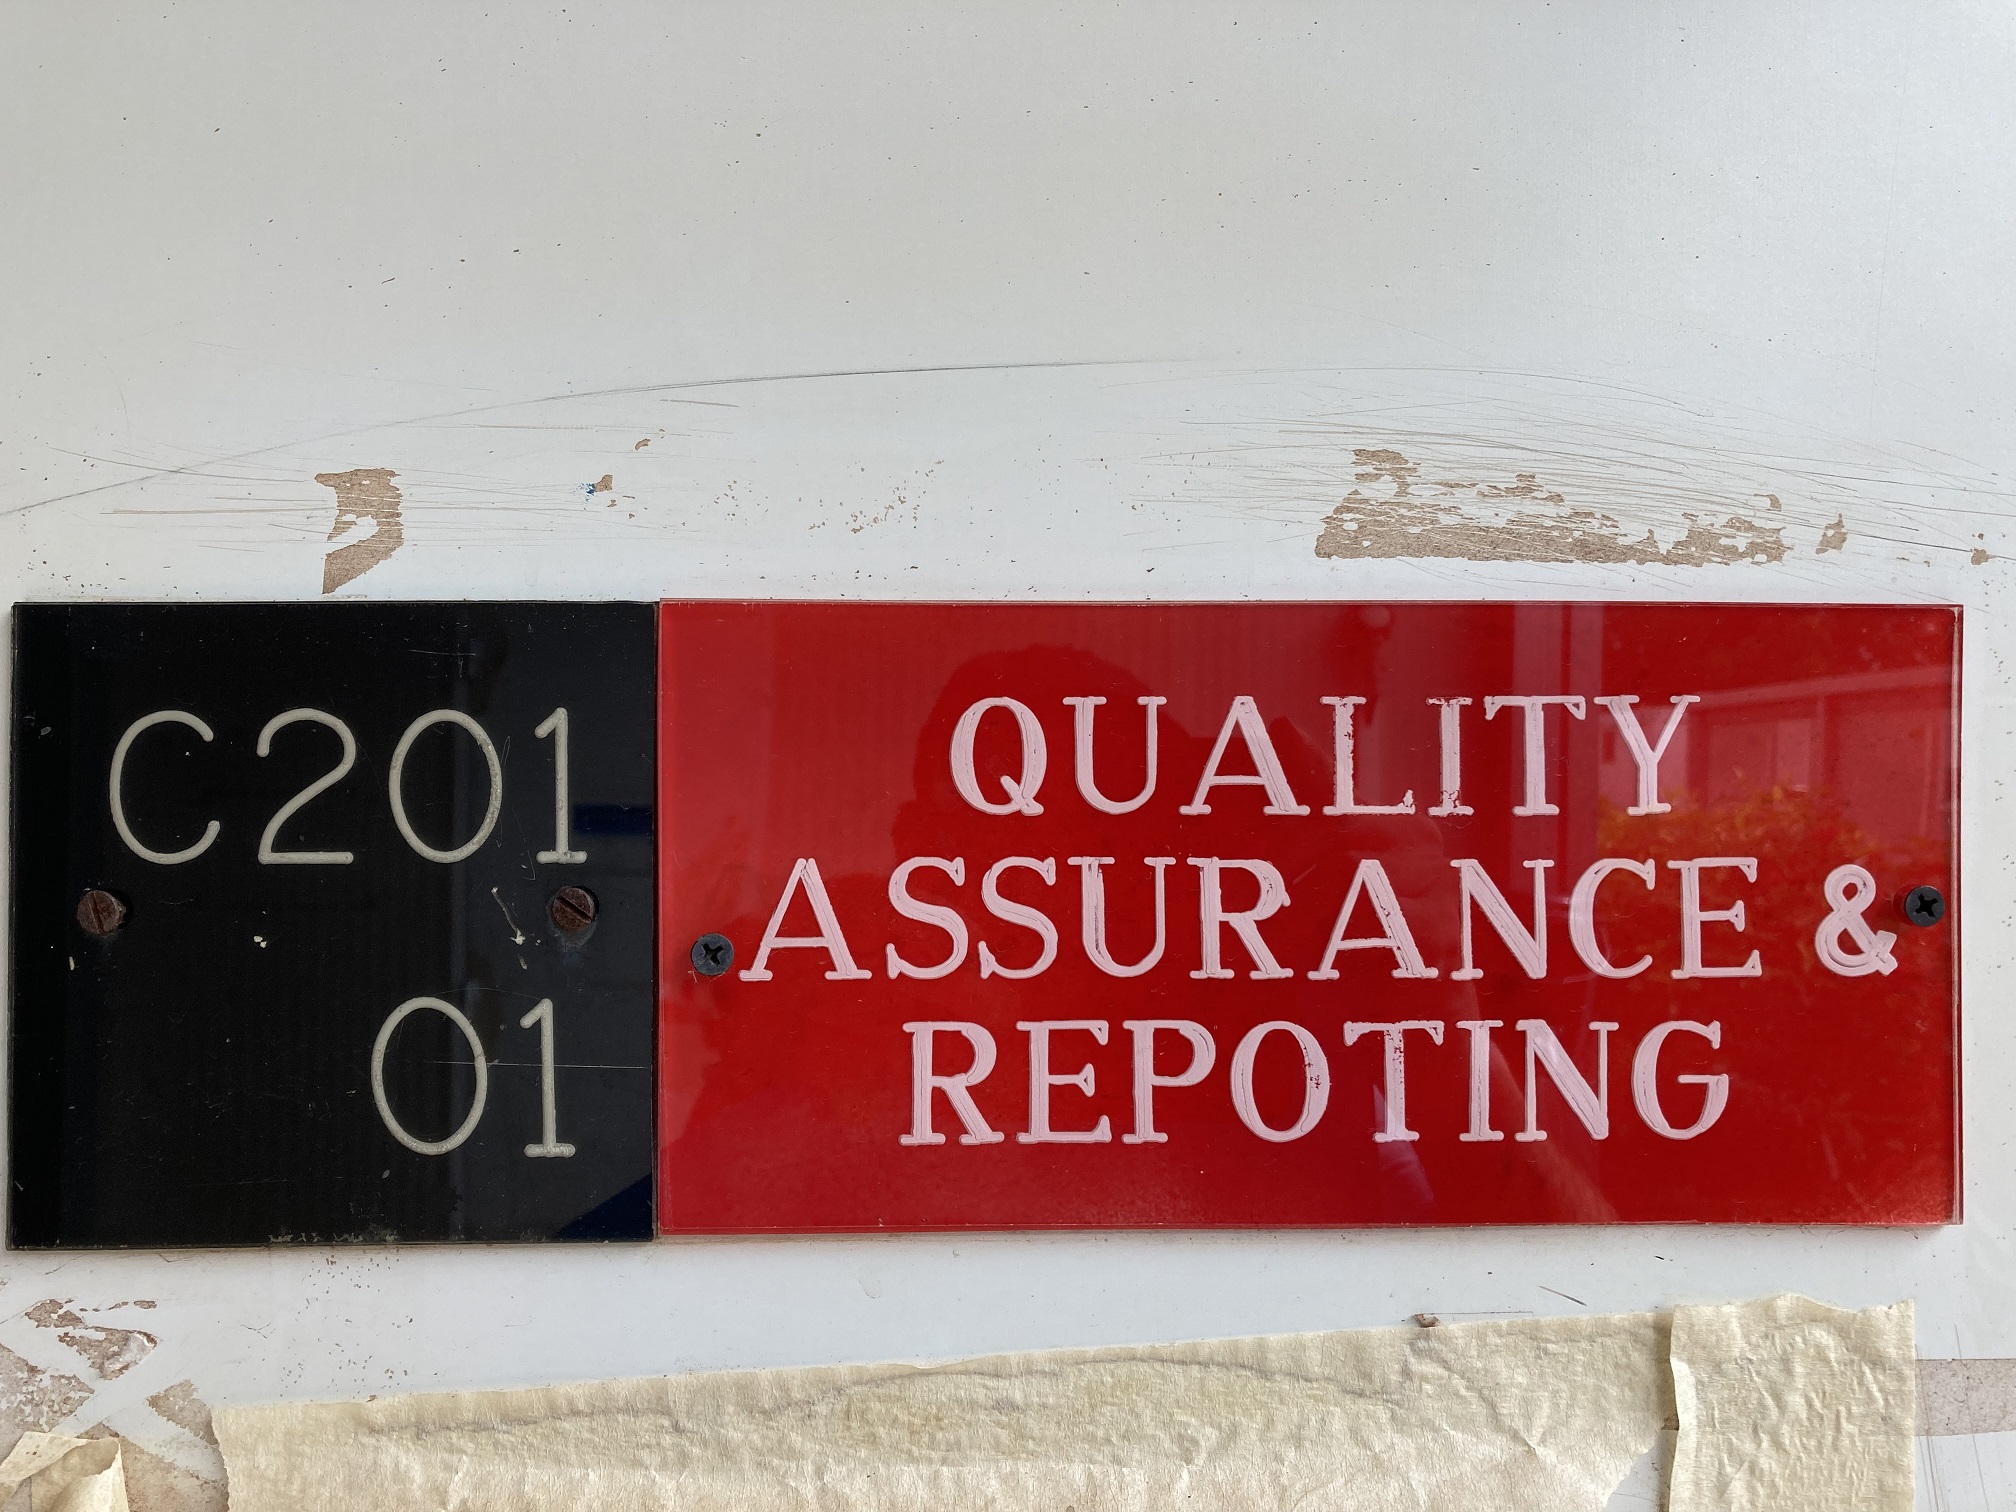 C201
01
QUALITY
ASSURANCE &
REPOTING